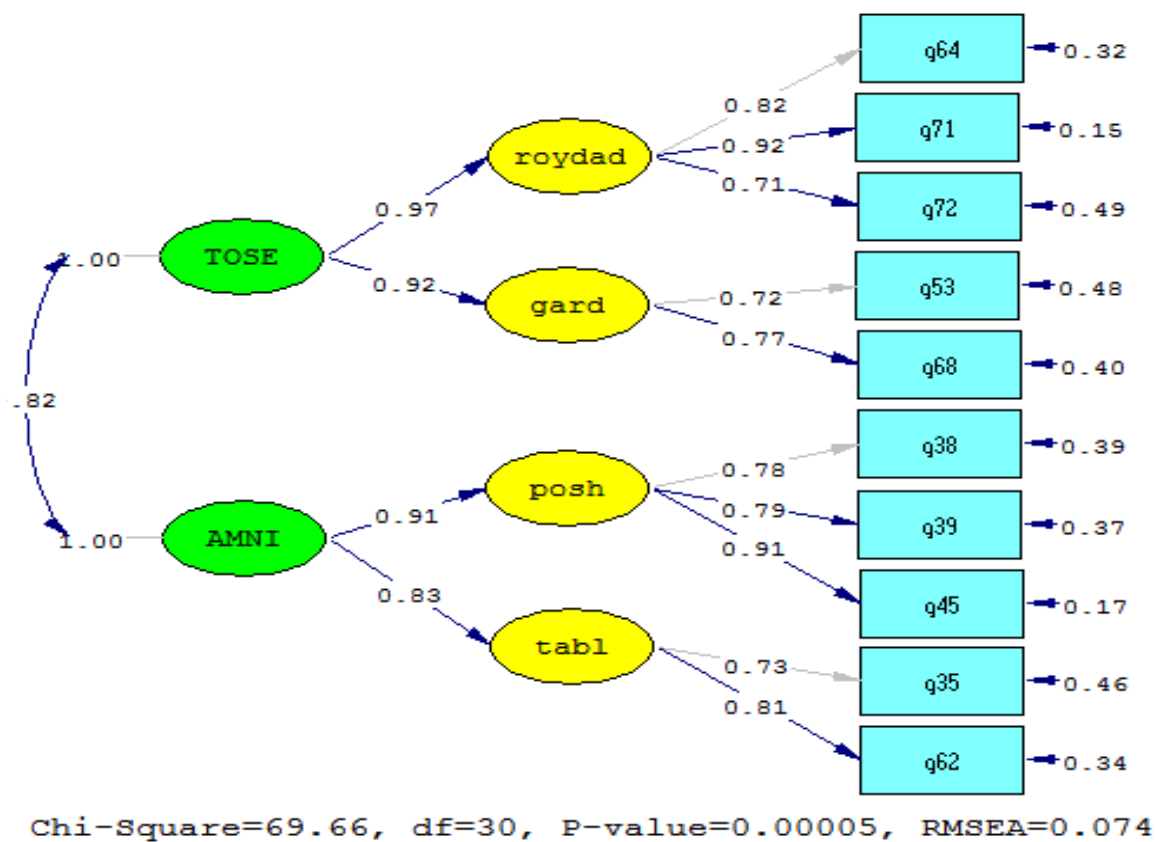 q64
0.32
0.82
q71
0.15
roydad
0.92
0.71
q72
0.49
0.97
TOSE
1.00
0.92
q53
0.48
0.72
gard
0.77
q68
0.40
.82
q38
0.39
0.78
posh
0.91
0.79
q39
0.37
AMNI
1.00
0.91
q45
0.17
0.83
tabl
0.73
q35
0.46
0.81
q62
0.34
Chi-Square=69.66, df=30, P-value=0.00005, RMSEA=0.074